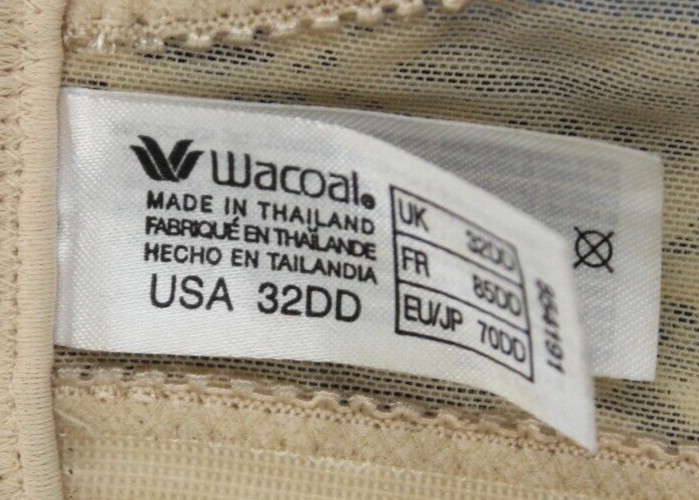 wacoal®
MADE IN THAILAND
FABRIQUÉ EN THAÏLANDE
HECHO EN TAILANDIA
USA 32DD
UK 32DD
FR 85DD
EU/JP 70DD